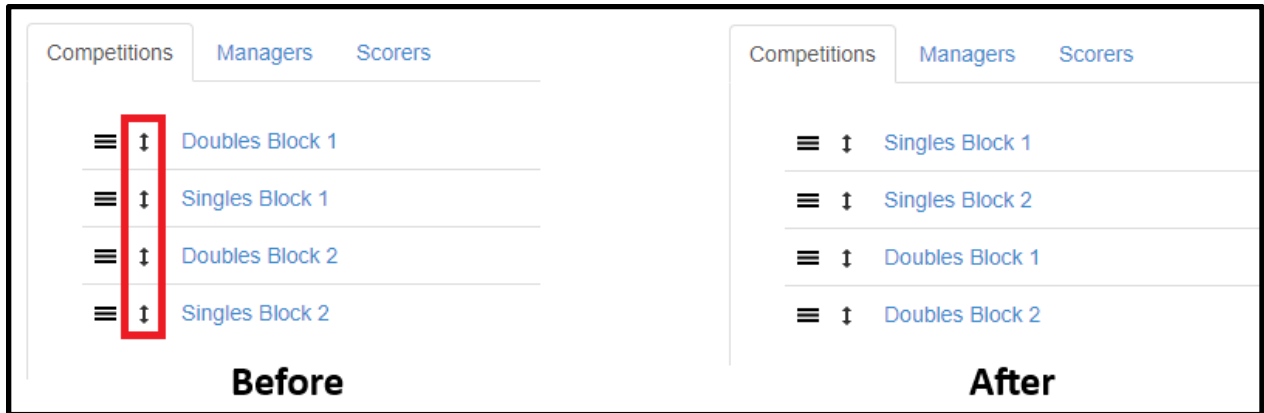 Competitions Managers Scorers
Doubles Block 1
Singles Block 1
Doubles Block 2
Singles Block 2
Before
Competitions Managers Scorers
Singles Block 1
Singles Block 2
Doubles Block 1
Doubles Block 2
After